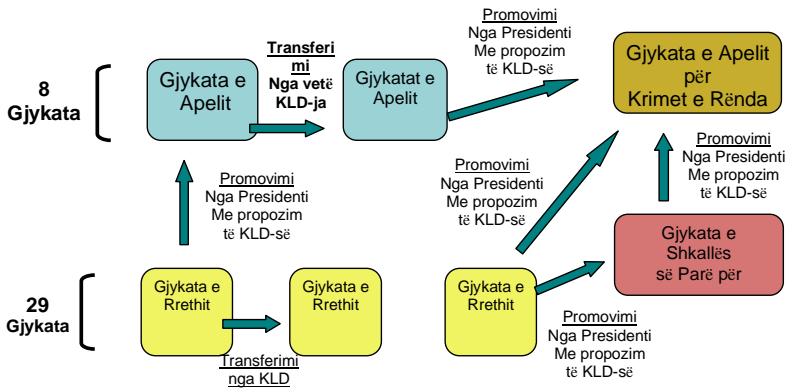 Promovimi
Nga Presidenti
Me propozim
të KLD-së
Transferi
mi
Nga vetë
KLD-ja
8
Gjykata
Gjykata e
Apelit
Gjykatat e
Apelit
Gjykata e Apelit
për
Krimet e Rënda
Promovimi
Nga Presidenti
Me propozim
të KLD-së
Promovimi
Nga Presidenti
Me propozim
të KLD-së
Promovimi
Nga Presidenti
Me propozim
të KLD-së
29
Gjykata
Gjykata e
Rrethit
Gjykata e
Rrethit
Gjykata e
Rrethit
Gjykata e
Shkallës
së Parë për
Transferimi
nga KLD
Promovimi
Nga Presidenti
Me propozim
të KLD-së